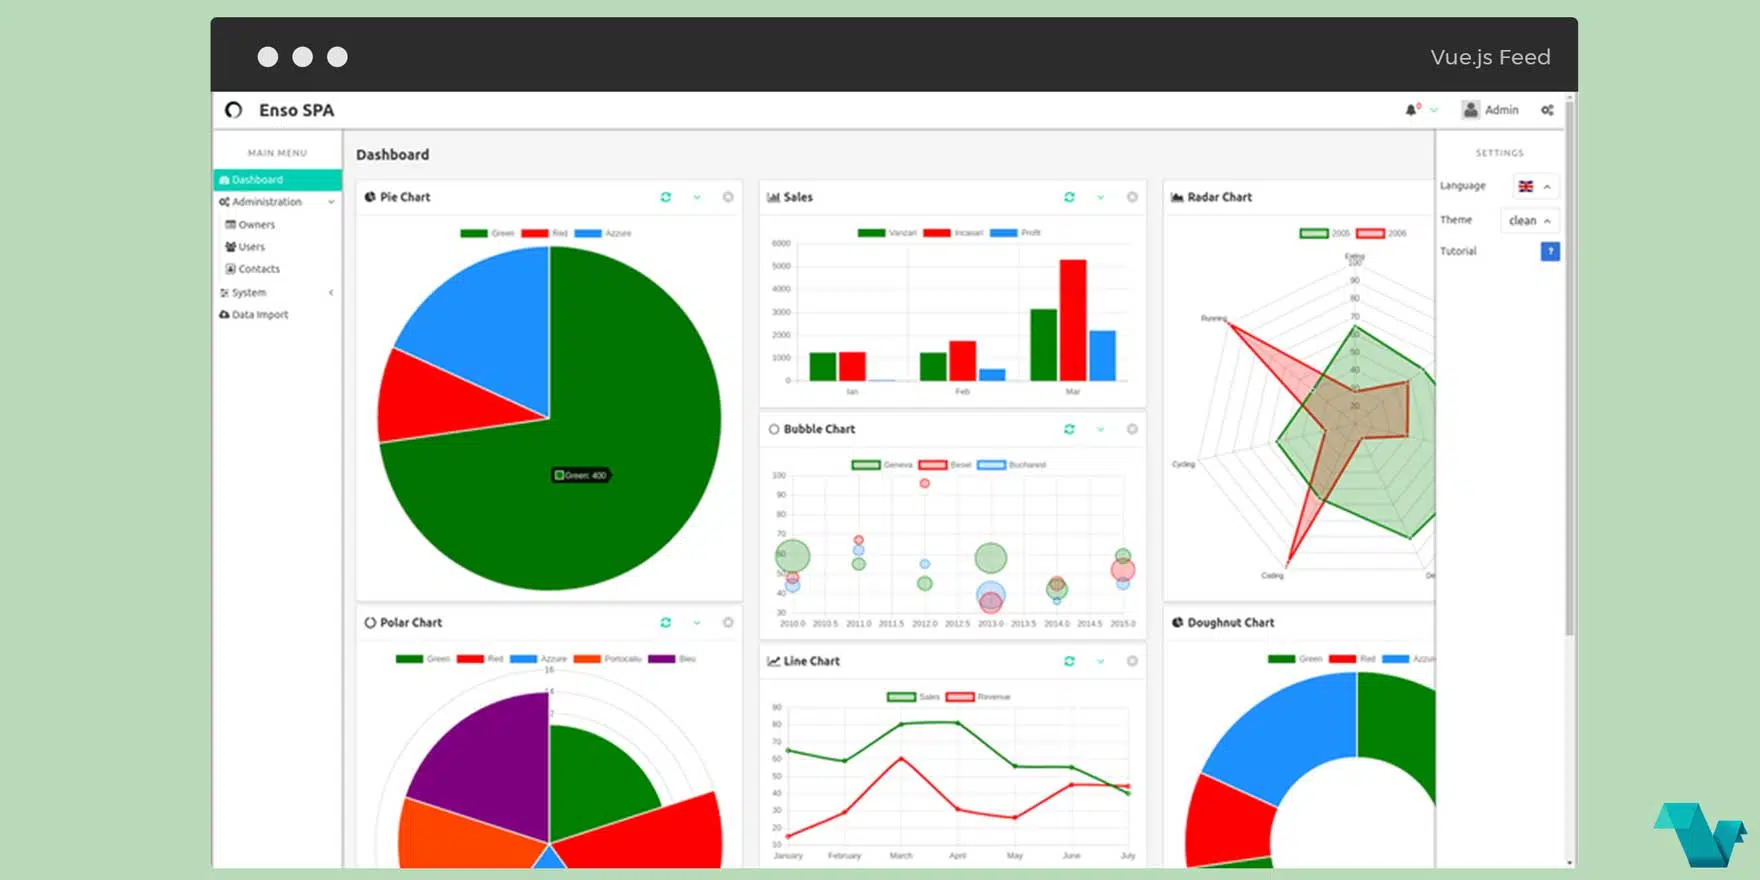 Vue.js Feed
Enso SPA
0
Admin
MAIN MENU
Dashboard
Administration
Owners
Users
Contacts
System
Data Import
Dashboard
Pie Chart
Green Red Azzure
Green: 400
Sales
Vanzari Incasari Profit
6000
5000
4000
3000
2000
1000
0
Ian Feb Mar
Bubble Chart
Geneva Besel Bucharest
100
90
80
70
60
50
40
30
2010.0 2010.5 2011.0 2011.5 2012.0 2012.5 2013.0 2013.5 2014.0 2014.5 2015.0
Radar Chart
2005 2006
Eating
100
90
80
70
60
50
40
30
20
Running
Cycling
Coding
De
Polar Chart
Green Red Azzure Portocaliu Bleu
16
14
Line Chart
Sales Revenue
90
80
70
60
50
40
30
20
10
January February March April May June July
Doughnut Chart
Green Red Azzur
SETTINGS
Language
Theme clean
Tutorial ?